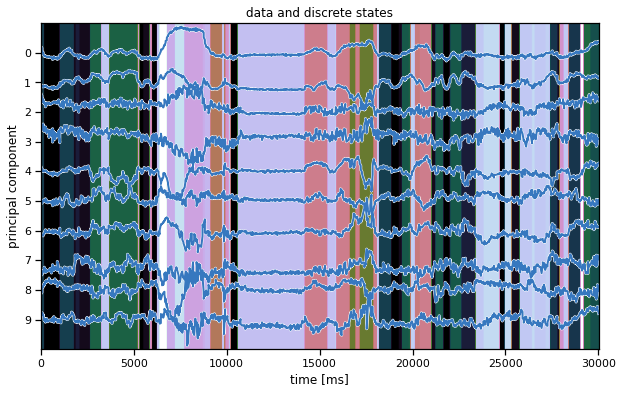 data and discrete states
principal component
0
1
2
3
4
5
6
7
8
9
0 5000 10000 15000 20000 25000 30000
time [ms]